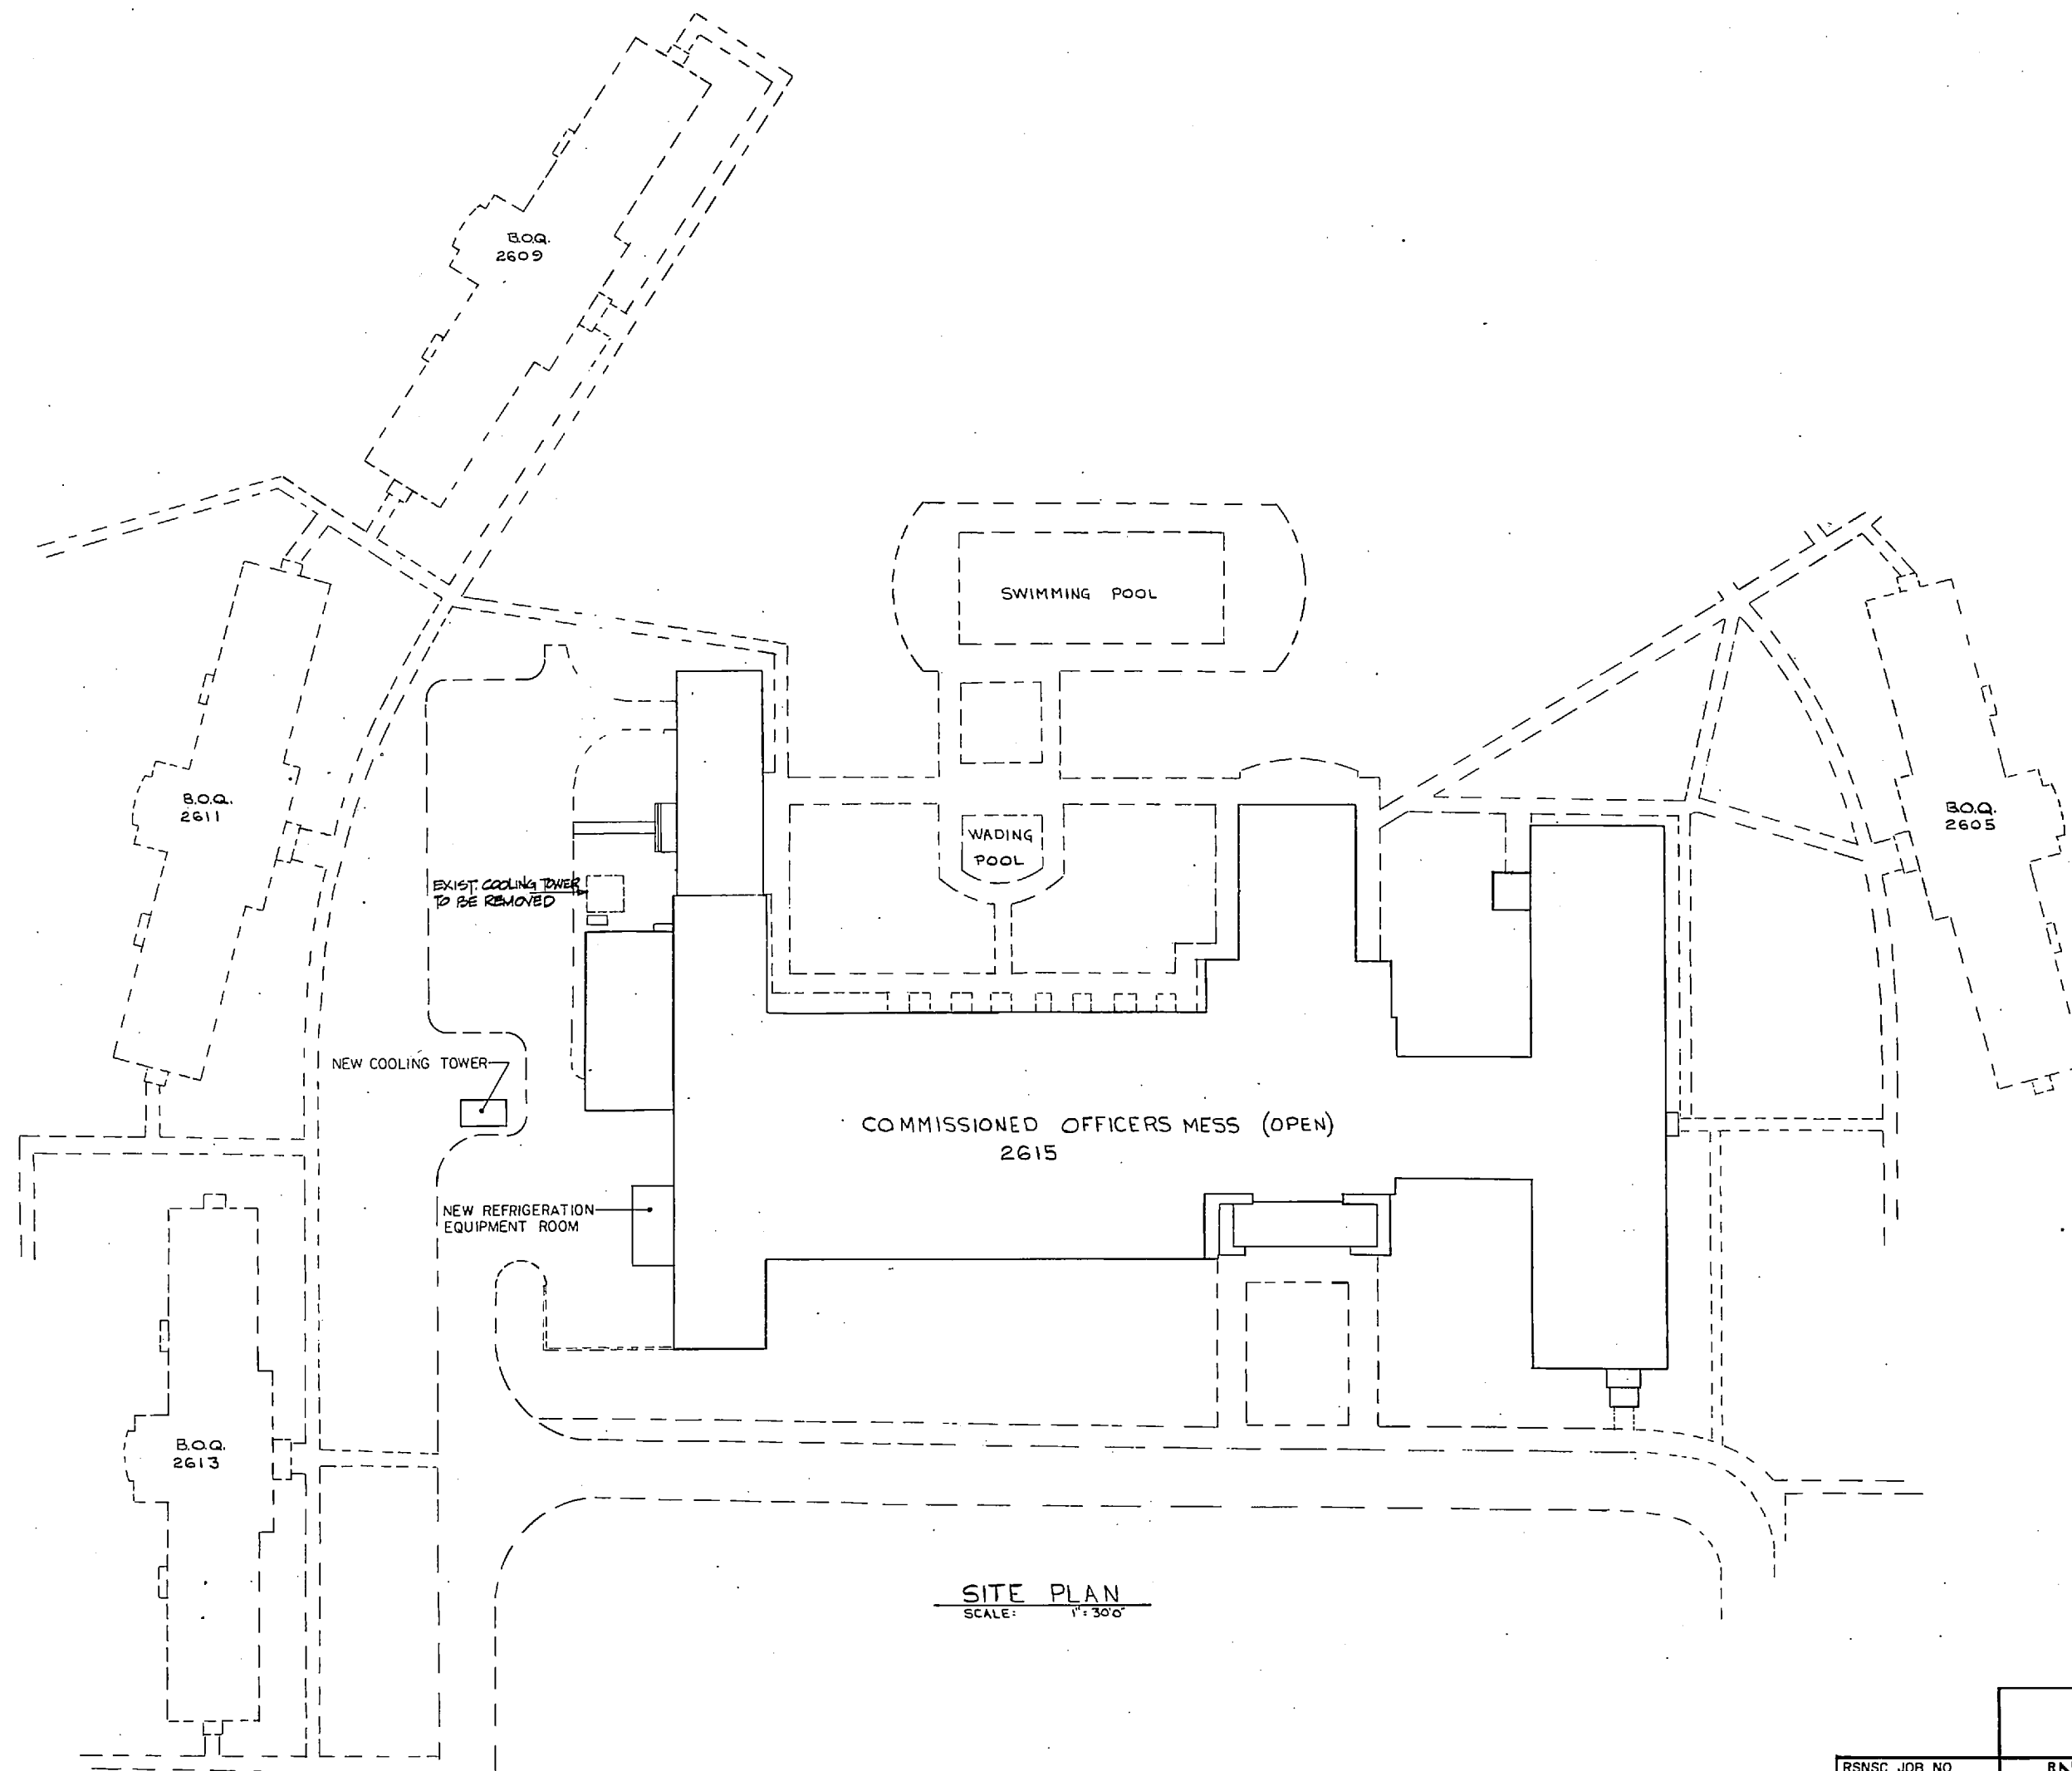 B.O.Q.
2609
SWIMMING POOL
B.O.Q.
2611
B.O.Q.
2605
WADING
POOL
EXIST. COOLING TOWER
TO BE REMOVED
NEW COOLING TOWER
COMMISSIONED OFFICERS MESS (OPEN)
2615
NEW REFRIGERATION
EQUIPMENT ROOM
B.O.Q.
2613
SITE PLAN
SCALE: 1"=30'0"
RSNSC JOB NO